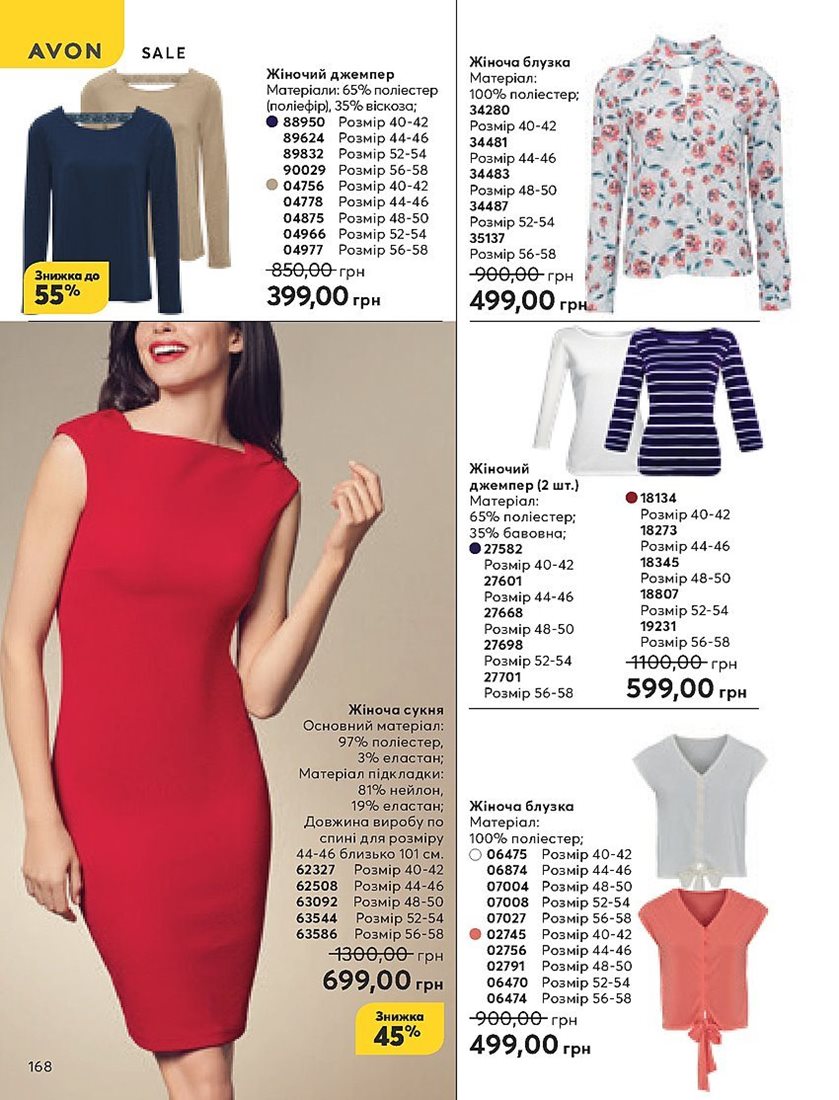 AVON SALE
Жіночий джемпер
Матеріали: 65% поліестер
(поліефір), 35% віскоза;
88950 Розмір 40-42
89624 Розмір 44-46
89832 Розмір 52-54
90029 Розмір 56-58
04756 Розмір 40-42
04778 Розмір 44-46
04875 Розмір 48-50
04966 Розмір 52-54
04977 Розмір 56-58
850,00 грн
399,00 грн
Знижка до
55%
Жіноча блузка
Матеріал:
100% поліестер;
34280
Розмір 40-42
34481
Розмір 44-46
34483
Розмір 48-50
34487
Розмір 52-54
35137
Розмір 56-58
900,00 грн
499,00 грн
Жіночий
джемпер (2 шт.)
Матеріал:
65% поліестер;
35% бавовна;
27582
Розмір 40-42
27601
Розмір 44-46
27668
Розмір 48-50
27698
Розмір 52-54
27701
Розмір 56-58
18134
Розмір 40-42
18273
Розмір 44-46
18345
Розмір 48-50
18807
Розмір 52-54
19231
Розмір 56-58
1100,00 грн
599,00 грн
Жіноча сукня
Основний матеріал:
97% поліестер,
3% еластан;
Матеріал підкладки:
81% нейлон,
19% еластан;
Довжина виробу по
спині для розміру
44-46 близько 101 см.
62327 Розмір 40-42
62508 Розмір 44-46
63092 Розмір 48-50
63544 Розмір 52-54
63586 Розмір 56-58
1300,00 грн
699,00 грн
Знижка
45%
Жіноча блузка
Матеріал:
100% поліестер;
06475 Розмір 40-42
06874 Розмір 44-46
07004 Розмір 48-50
07008 Розмір 52-54
07027 Розмір 56-58
02745 Розмір 40-42
02756 Розмір 44-46
02791 Розмір 48-50
06470 Розмір 52-54
06474 Розмір 56-58
900,00 грн
499,00 грн
168